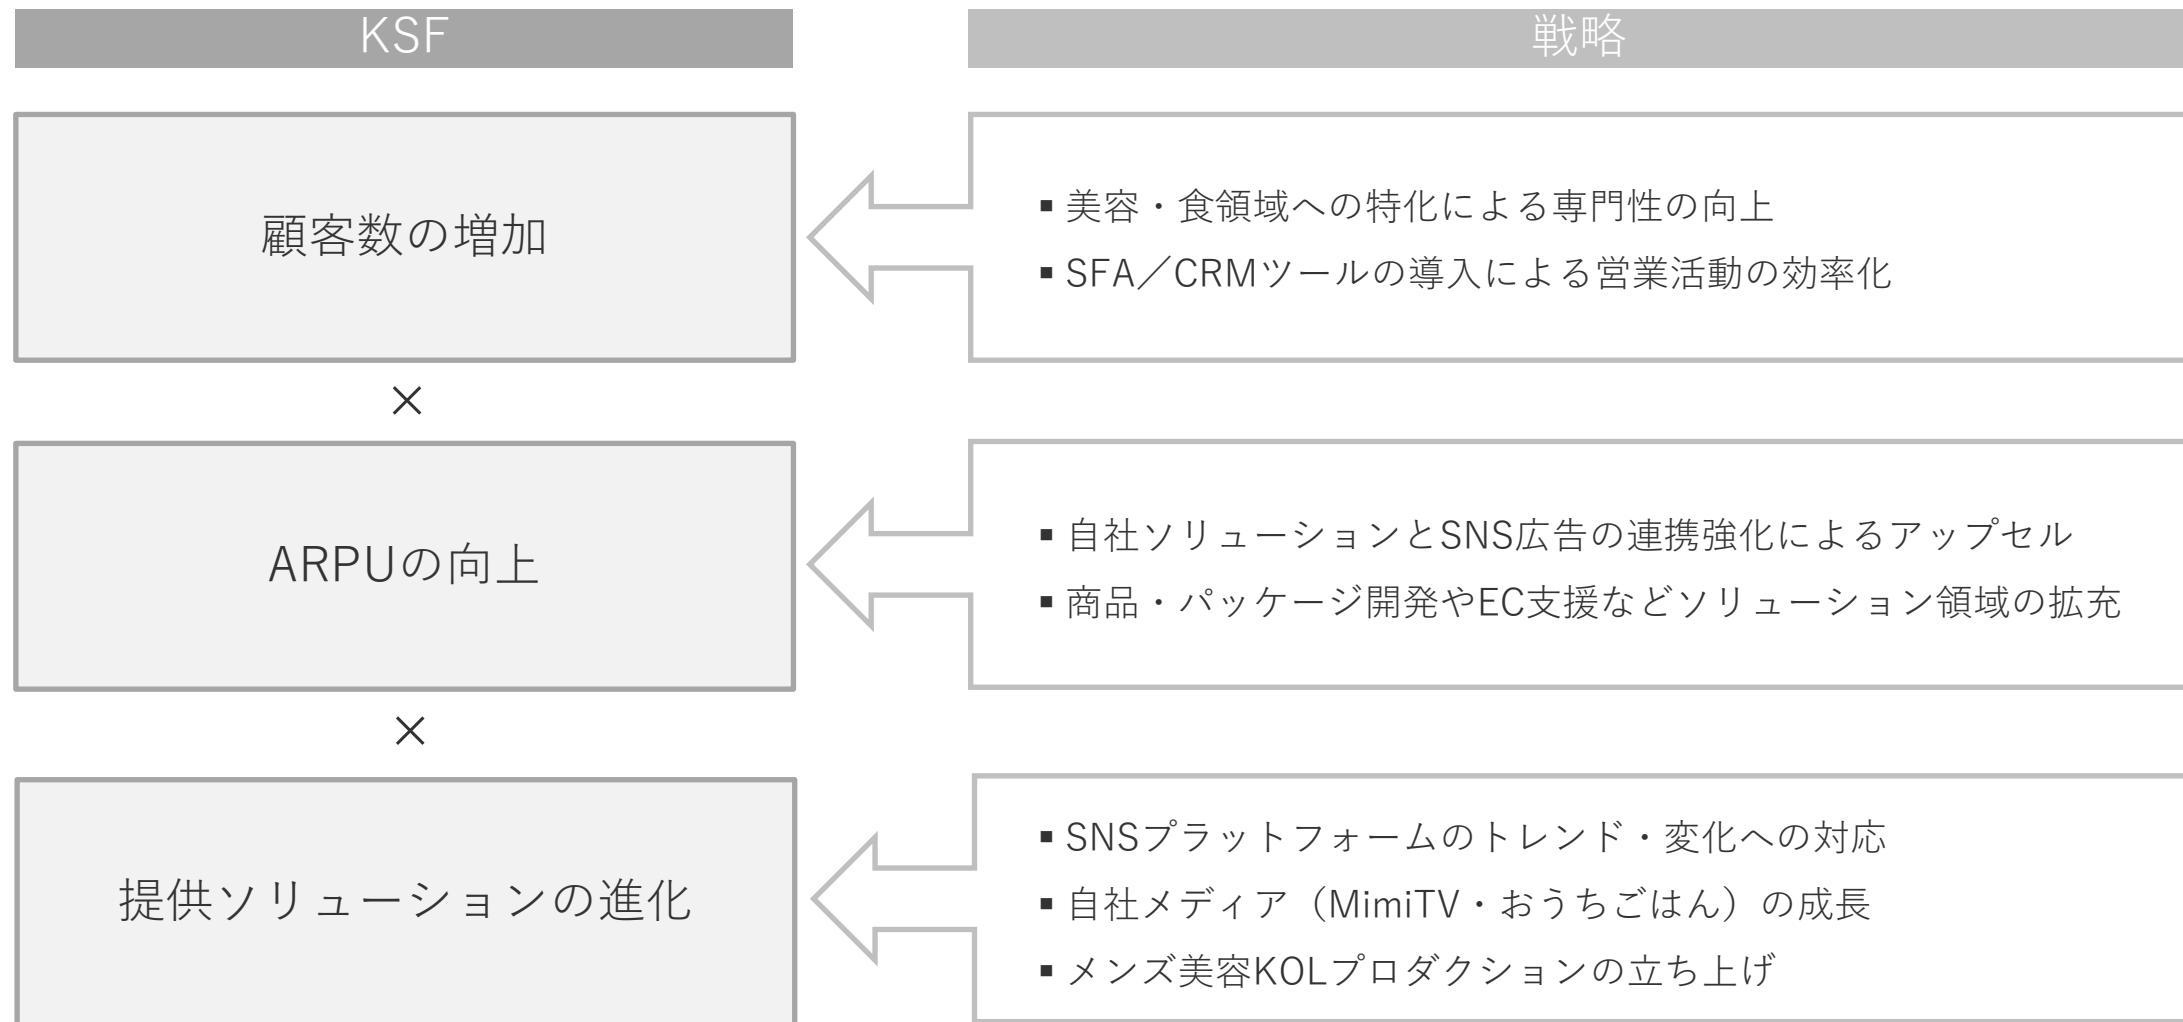 KSF
戦略
顧客数の増加
▪美容・食領域への特化による専門性の向上
▪SFA／CRMツールの導入による営業活動の効率化
×
ARPUの向上
▪自社ソリューションとSNS広告の連携強化によるアップセル
▪商品・パッケージ開発やEC支援などソリューション領域の拡充
×
提供ソリューションの進化
▪SNSプラットフォームのトレンド・変化への対応
▪自社メディア（MimiTV・おうちごはん）の成長
▪メンズ美容KOLプロダクションの立ち上げ